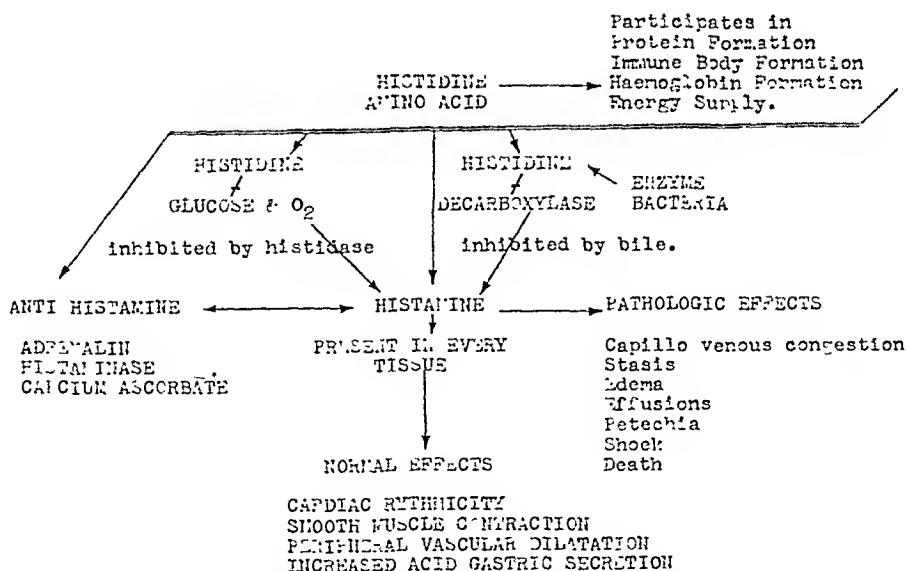 Participates in
Protein Formation
Immune Body Formation
HISTIDINE
Haemoglobin Formation
AMINO ACID
Energy Supply.
HISTIDINE
HISTIDINE
ENZYME
GLUCOSE & O2
DECARBOXYLASE
BACTERIA
inhibited by histidase
inhibited by bile.
ANTI HISTAMINE
HISTAMINE
PATHOLOGIC EFFECTS
ADRENALIN
HISTAMINASE
CALCIUM ASCORBATE
PRESENT IN EVERY
TISSUE
Capillo venous congestion
Stasis
Edema
Effusions
Petechia
Shock
Death
NORMAL EFFECTS
CARDIAC RYTHMICITY
SMOOTH MUSCLE CONTRACTION
PERIPHERAL VASCULAR DILATATION
INCREASED ACID GASTRIC SECRETION